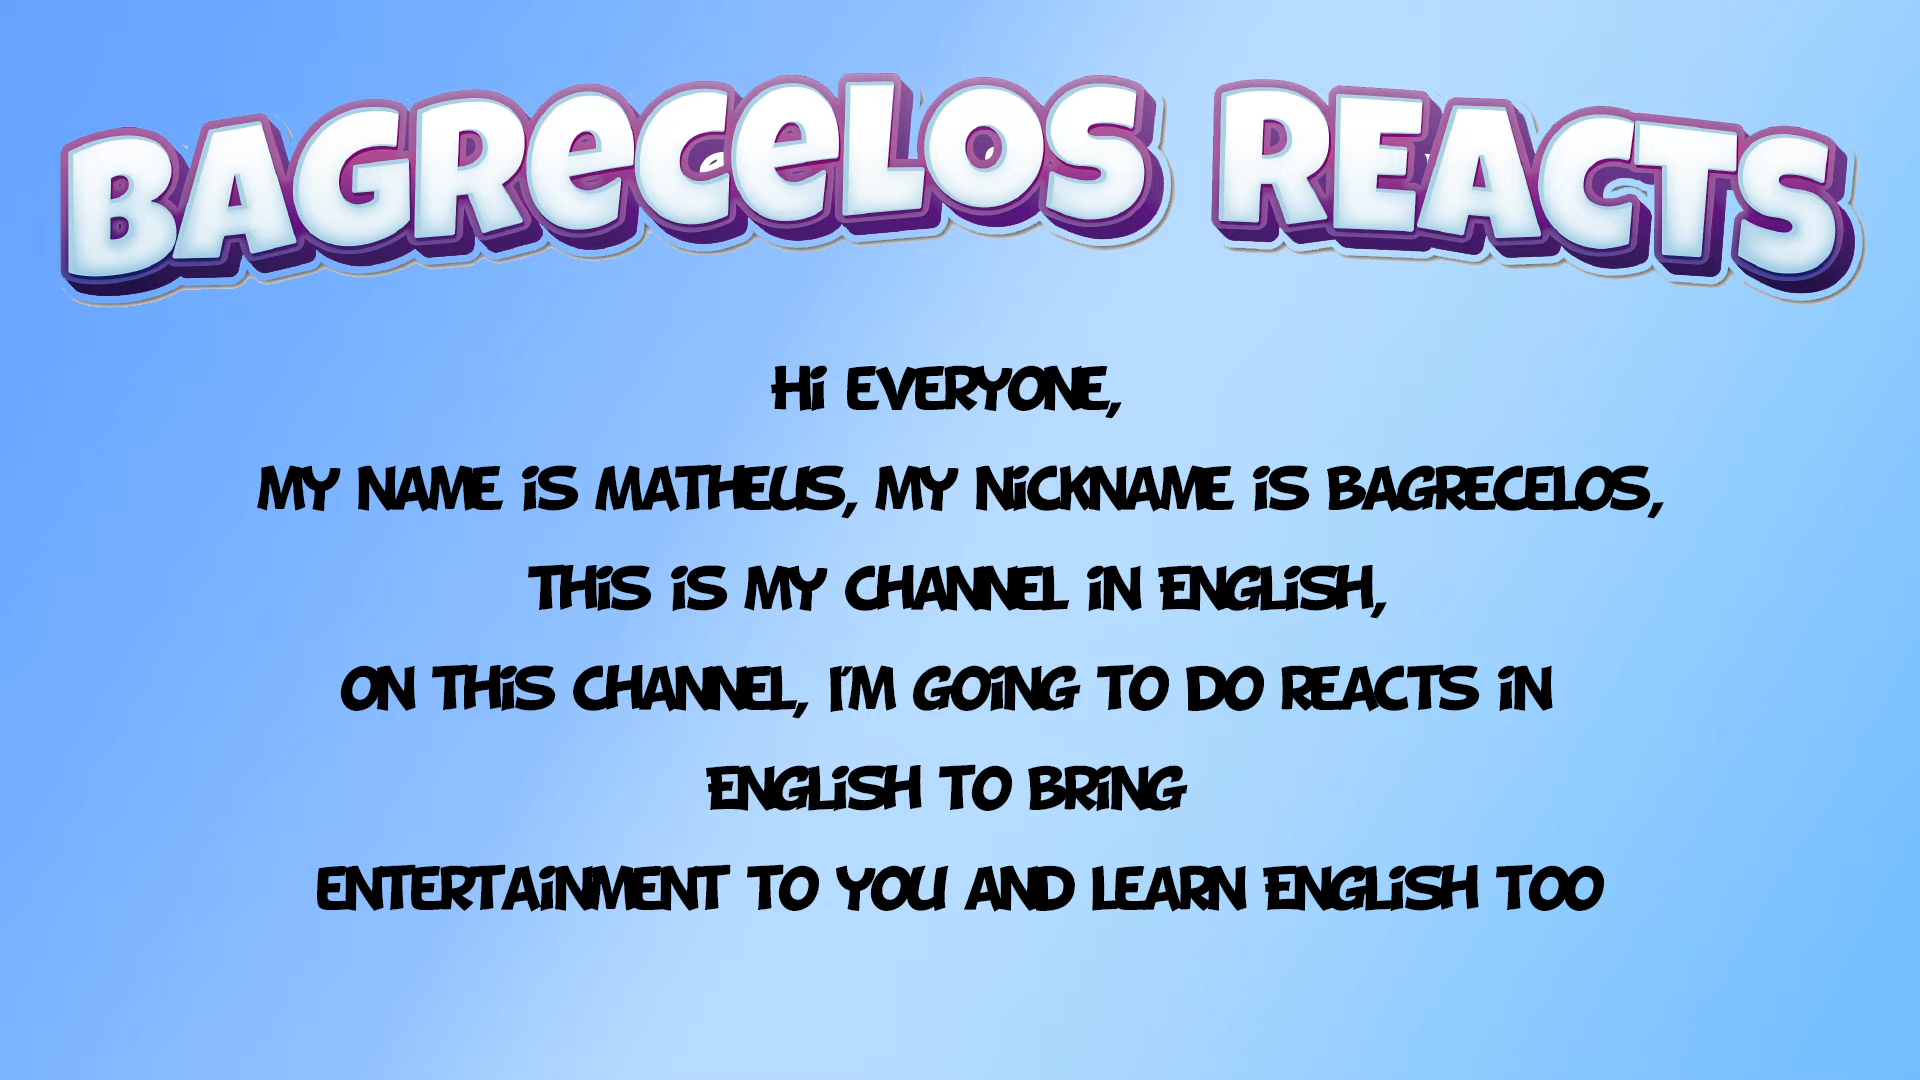 BAGRECELOS REACTS
Hi EVERYONE,
MY NAME iS MATHEUS, MY NiCKNAME iS BAGRECELOS,
THiS iS MY CHANNEL iN ENGLiSH,
ON THiS CHANNEL, I'M GOiNG TO DO REACTS iN
ENGLiSH TO BRiNG
ENTERTAiNMENT TO YOU AND LEARN ENGLiSH TOO